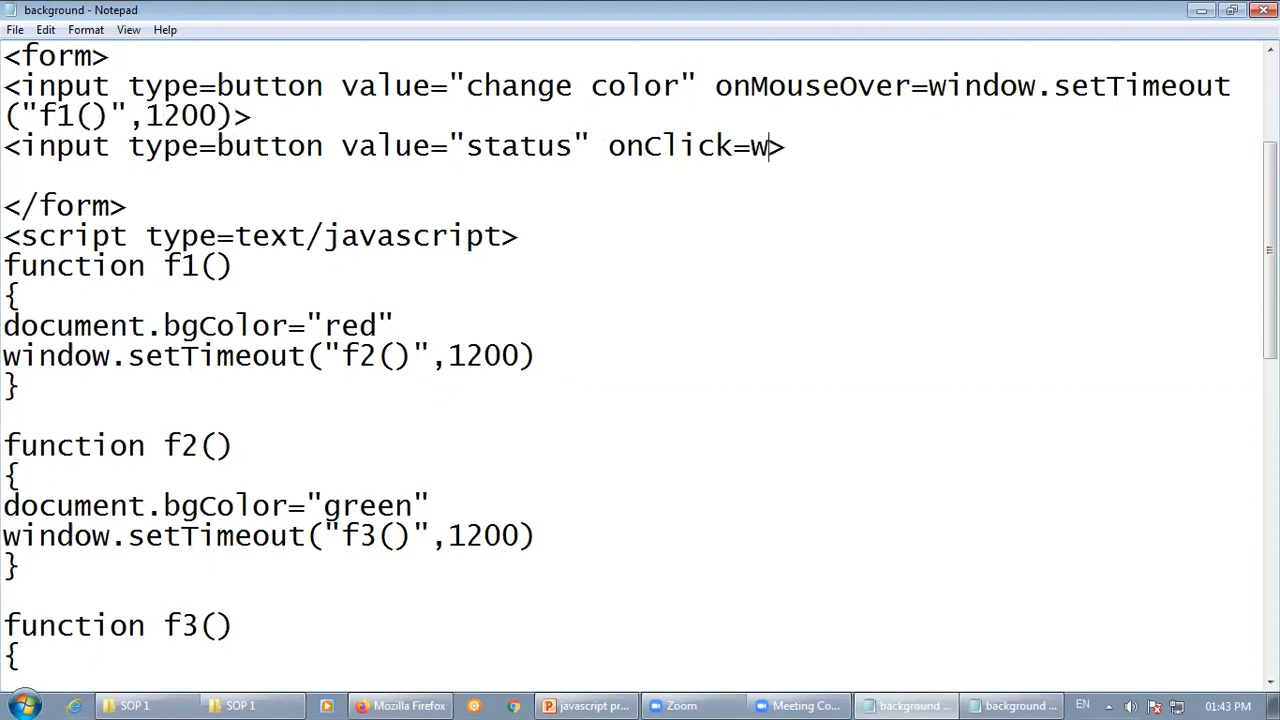 background - Notepad
File Edit Format View Help
<form>
<input type=button value="change color" onMouseOver=window.setTimeout
("f1()",1200)>
<input type=button value="status" onClick=w>
</form>
<script type=text/javascript>
function f1()
{
document.bgColor="red"
window.setTimeout("f2()",1200)
}
function f2()
{
document.bgColor="green"
window.setTimeout("f3()",1200)
}
function f3()
{
SOP 1 SOP 1 Mozilla Firefox javascript pr... Zoom Meeting Co... background ... background ... EN 01:43 PM